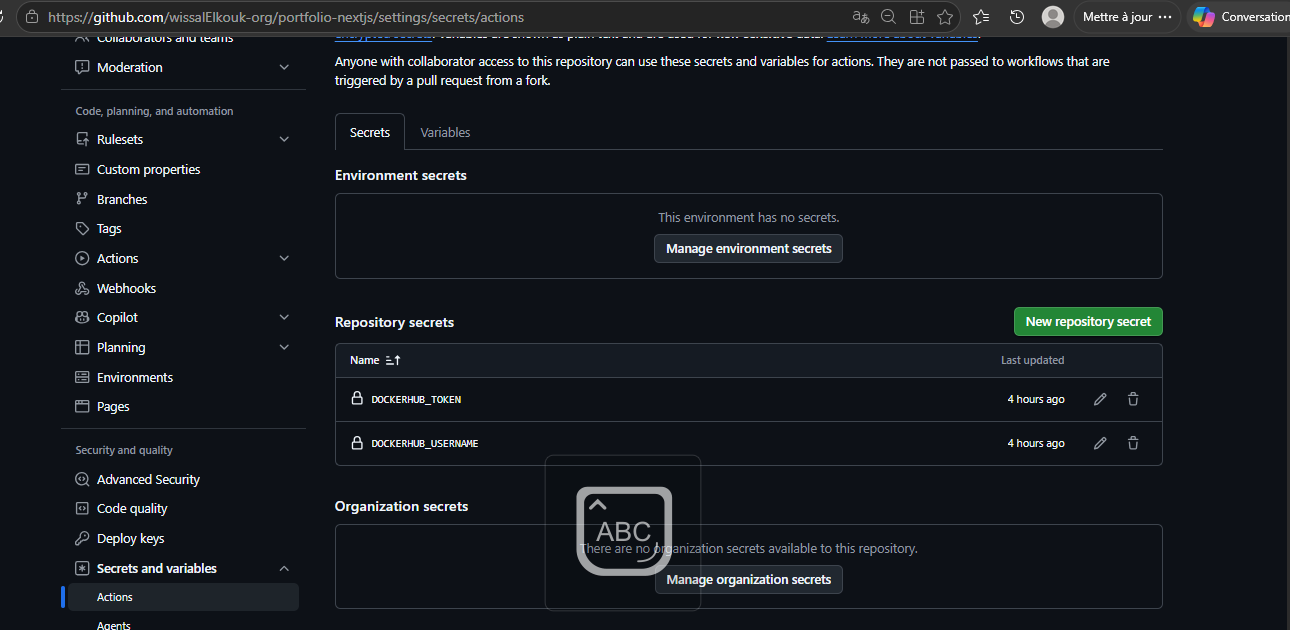 https://github.com/wissalElkouk-org/portfolio-nextjs/settings/secrets/actions
Mettre à jour
Conversation
Collaborators and teams
Moderation
Code, planning, and automation
Rulesets
Custom properties
Branches
Tags
Actions
Webhooks
Copilot
Planning
Environments
Pages
Security and quality
Advanced Security
Code quality
Deploy keys
Secrets and variables
Actions
Agents
Anyone with collaborator access to this repository can use these secrets and variables for actions. They are not passed to workflows that are
triggered by a pull request from a fork.
Secrets
Variables
Environment secrets
This environment has no secrets.
Manage environment secrets
Repository secrets
New repository secret
Name
Last updated
DOCKERHUB_TOKEN
4 hours ago
DOCKERHUB_USERNAME
4 hours ago
Organization secrets
ABC
There are no organization secrets available to this repository.
Manage organization secrets